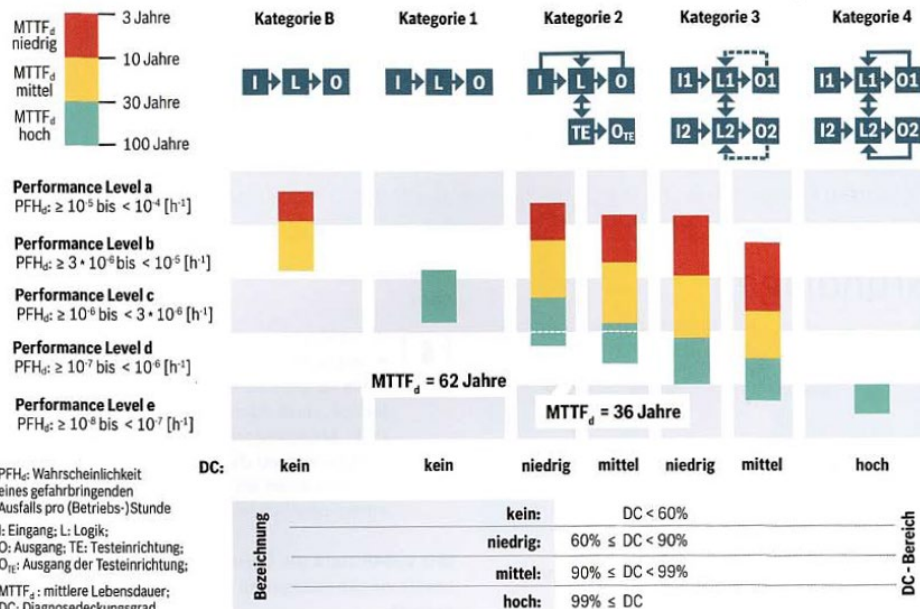 MTTFd niedrig
MTTFd mittel
MTTFd hoch
3 Jahre
10 Jahre
30 Jahre
100 Jahre
Kategorie B
Kategorie 1
Kategorie 2
Kategorie 3
Kategorie 4
I L O
I L O
I L O
TE OTE
I1 L1 O1
I2 L2 O2
I1 L1 O1
I2 L2 O2
Performance Level a
PFHd: ≥ 10⁻⁵ bis < 10⁻⁴ [h⁻¹]
Performance Level b
PFHd: ≥ 3 * 10⁻⁶ bis < 10⁻⁵ [h⁻¹]
Performance Level c
PFHd: ≥ 10⁻⁶ bis < 3 * 10⁻⁶ [h⁻¹]
Performance Level d
PFHd: ≥ 10⁻⁷ bis < 10⁻⁶ [h⁻¹]
Performance Level e
PFHd: ≥ 10⁻⁸ bis < 10⁻⁷ [h⁻¹]
MTTFd = 62 Jahre
MTTFd = 36 Jahre
DC: kein kein niedrig mittel niedrig mittel hoch
PFHd: Wahrscheinlichkeit
eines gefahrbringenden
Ausfalls pro (Betriebs-)Stunde
I: Eingang; L: Logik;
O: Ausgang; TE: Testeinrichtung;
OTE: Ausgang der Testeinrichtung;
MTTFd: mittlere Lebensdauer;
DC: Diagnosedeckungsgrad
Bezeichnung
kein: DC < 60%
niedrig: 60% ≤ DC < 90%
mittel: 90% ≤ DC < 99%
hoch: 99% ≤ DC
DC - Bereich